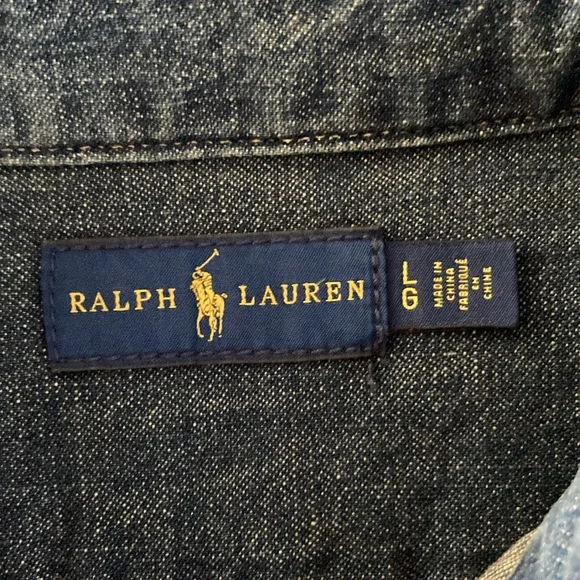 RALPH LAUREN
L
G
MADE IN
CHINA
FABRIQUÉ
EN
CHINE